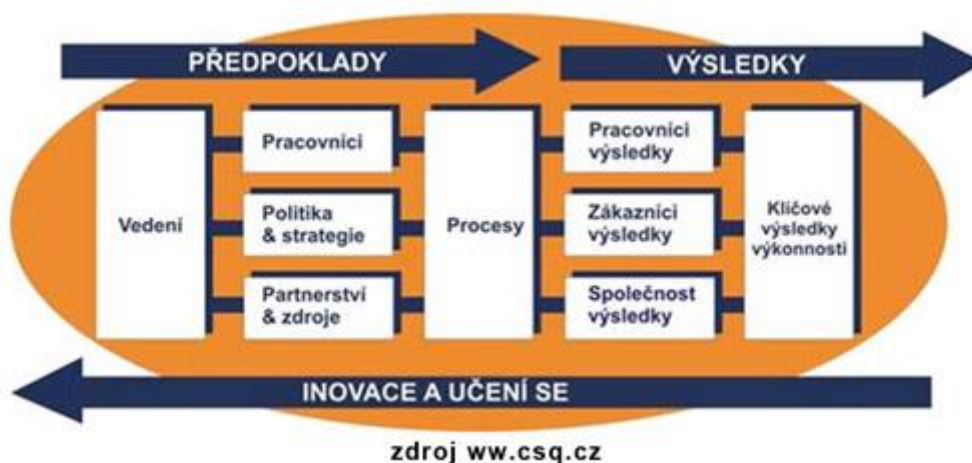 PŘEDPOKLADY
VÝSLEDKY
Vedení
Pracovníci
Politika
& strategie
Partnerství
& zdroje
Procesy
Pracovníci
výsledky
Zákazníci
výsledky
Společnost
výsledky
Klíčové
výsledky
výkonnosti
INOVACE A UČENÍ SE
zdroj ww.csq.cz